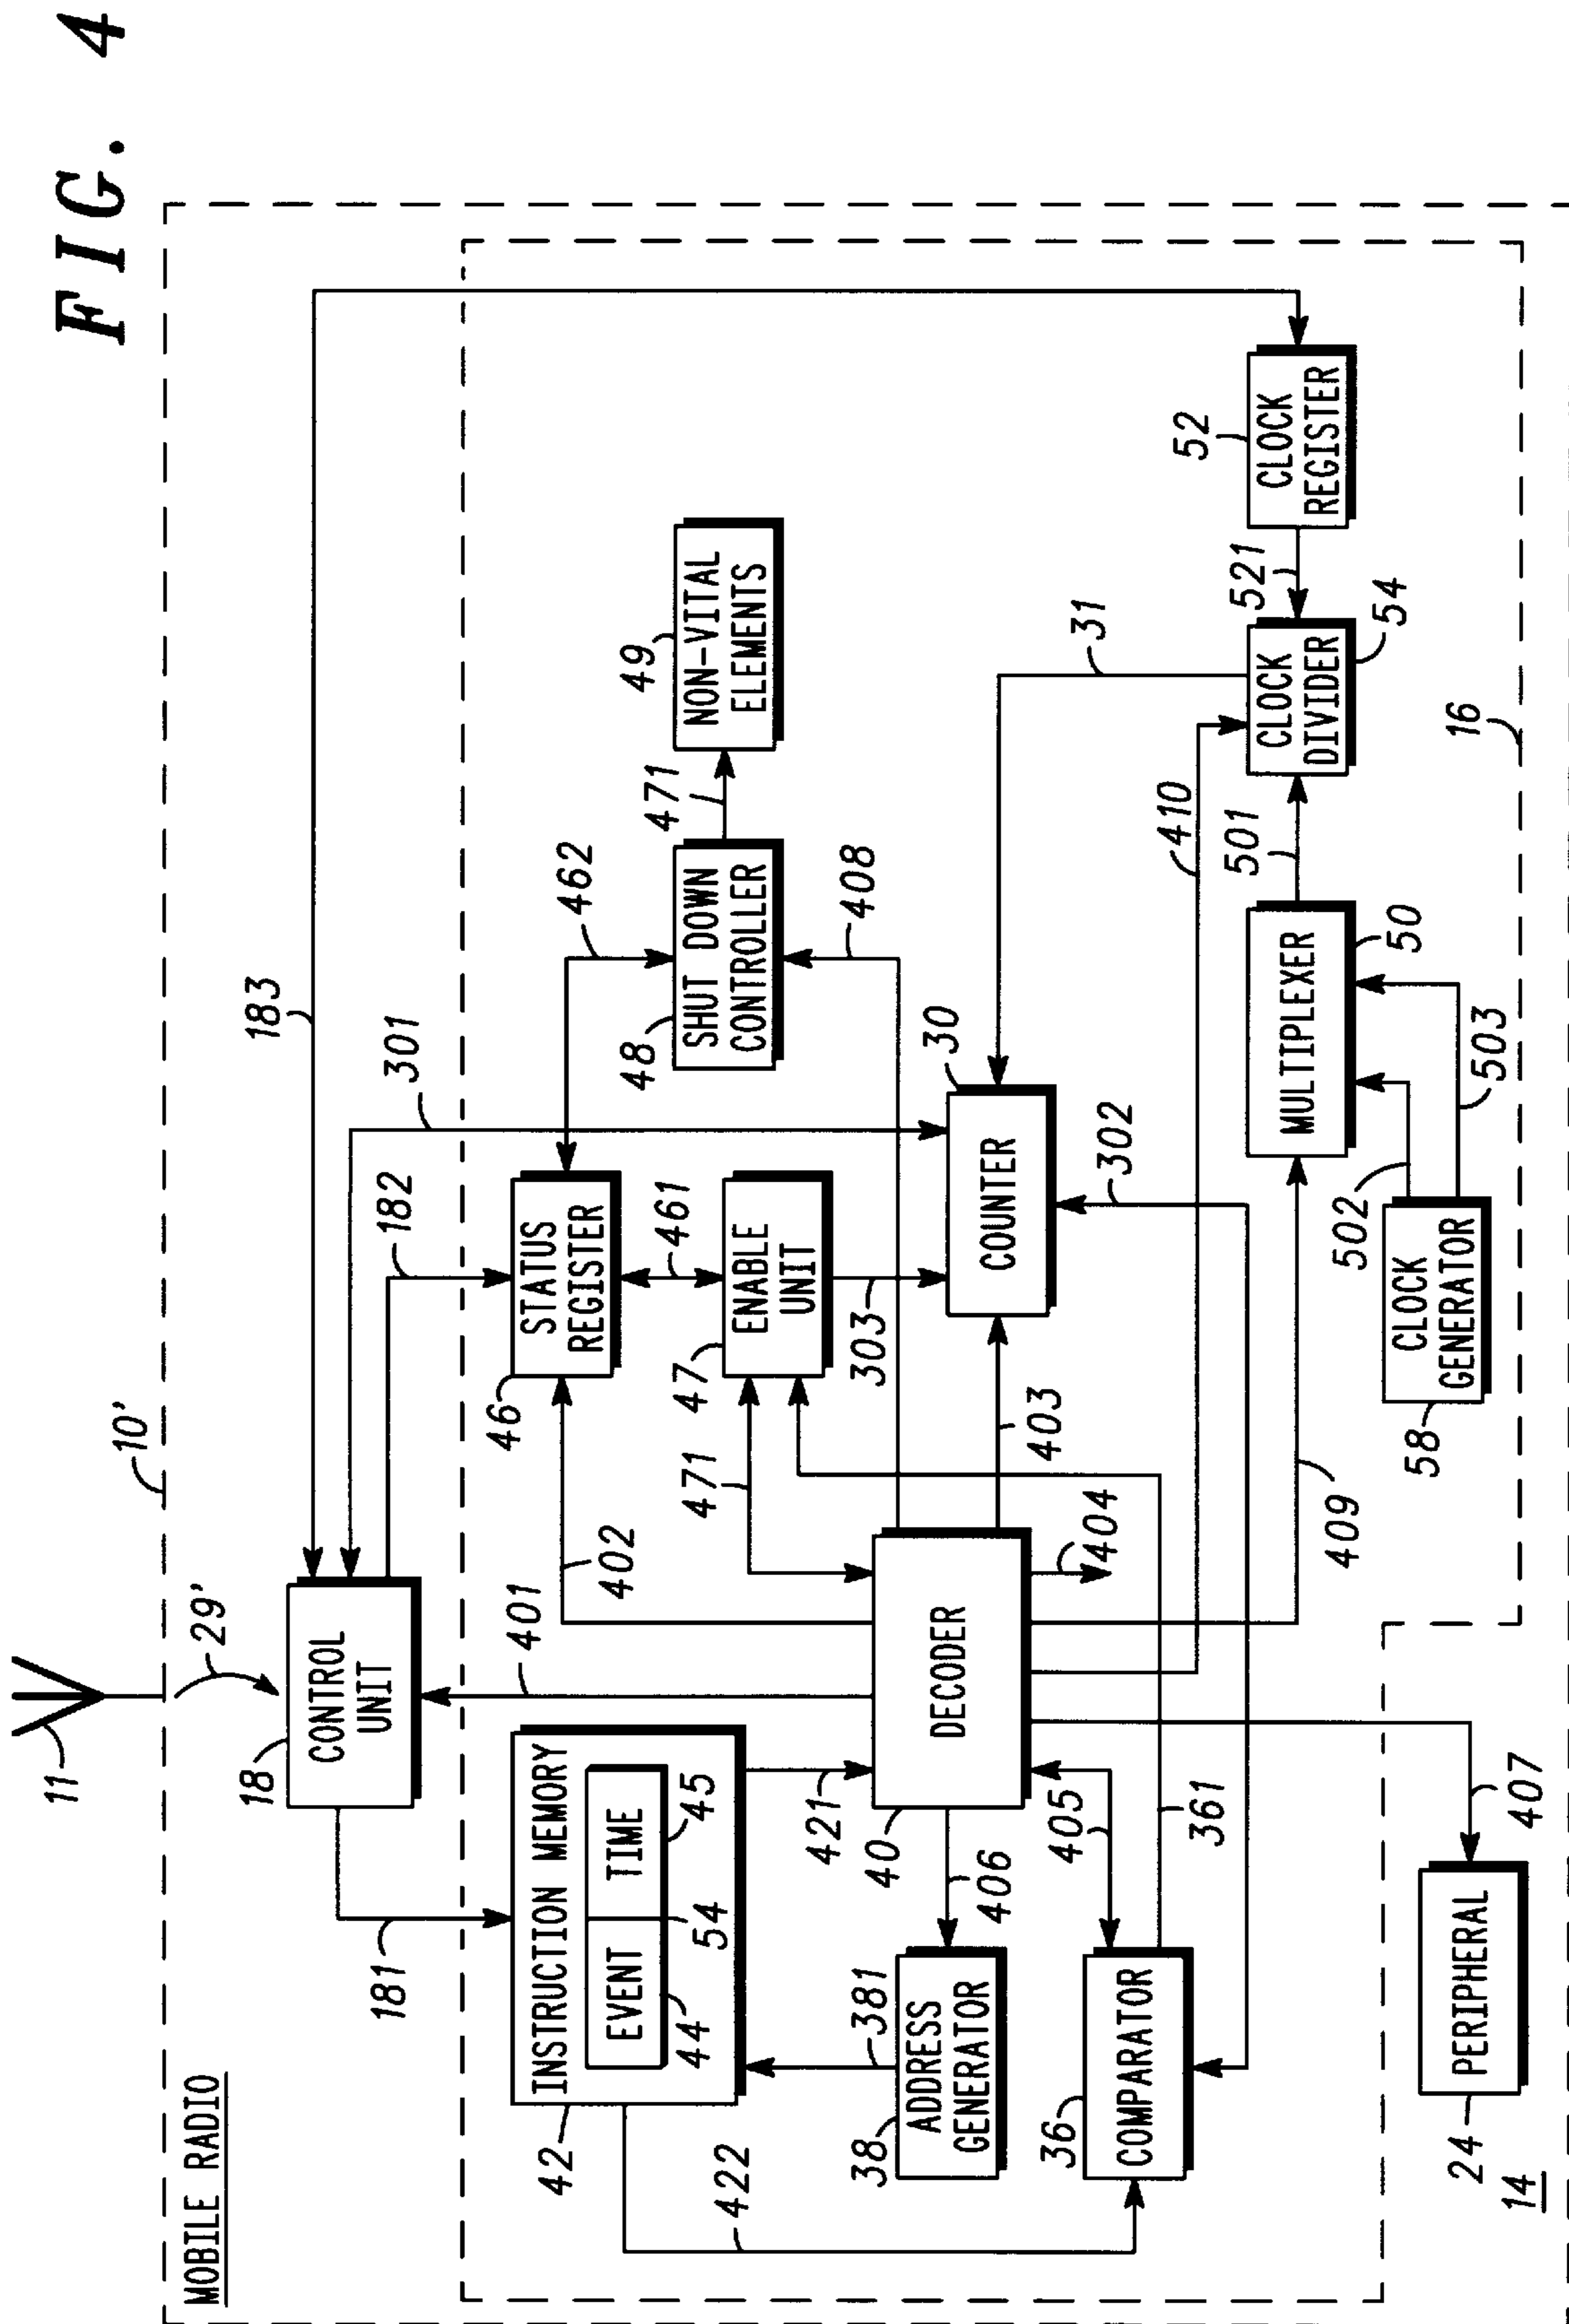 FIG. 4
MOBILE RADIO
10'
11
29'
18
CONTROL
UNIT
183
181
182
301
401
402
42
INSTRUCTION MEMORY
EVENT
TIME
44
54
45
46
STATUS
REGISTER
462
461
471
47
ENABLE
UNIT
303
48
SHUT DOWN
CONTROLLER
471
49
NON-VITAL
ELEMENTS
408
422
421
381
38
ADDRESS
GENERATOR
406
40
DECODER
403
404
30
COUNTER
302
31
36
COMPARATOR
405
361
410
409
50
MULTIPLEXER
501
CLOCK
DIVIDER
54
521
52
CLOCK
REGISTER
502
503
58
CLOCK
GENERATOR
16
407
24
PERIPHERAL
14